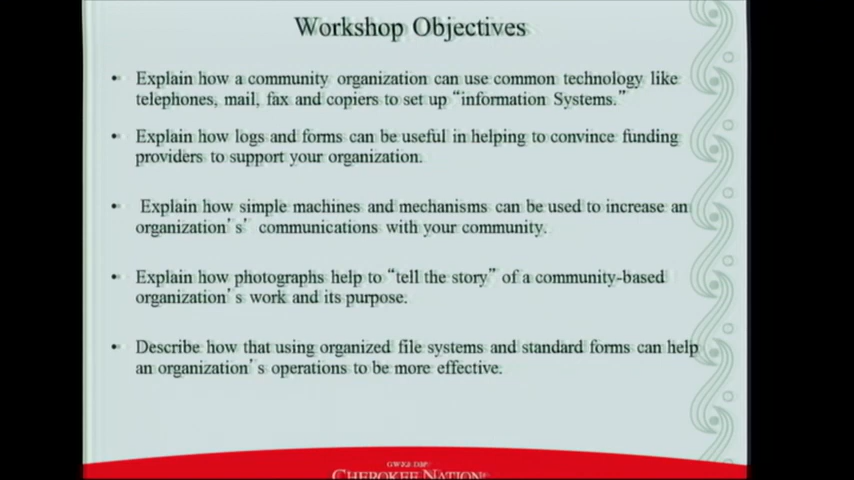 Workshop Objectives
• Explain how a community organization can use common technology like
telephones, mail, fax and copiers to set up “information Systems.”
• Explain how logs and forms can be useful in helping to convince funding
providers to support your organization.
• Explain how simple machines and mechanisms can be used to increase an
organization’s’ communications with your community.
• Explain how photographs help to “tell the story” of a community-based
organization’s work and its purpose.
• Describe how that using organized file systems and standard forms can help
an organization’s operations to be more effective.
CHEROKEE NATION